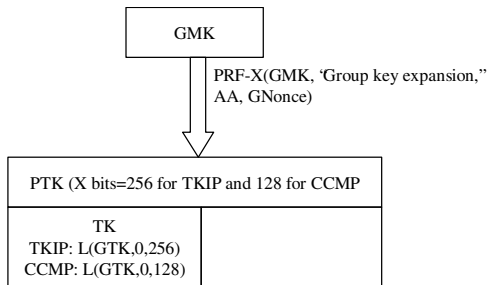 GMK
PRF-X(GMK, “Group key expansion,”
AA, GNonce)
PTK (X bits=256 for TKIP and 128 for CCMP
TK
TKIP: L(GTK,0,256)
CCMP: L(GTK,0,128)